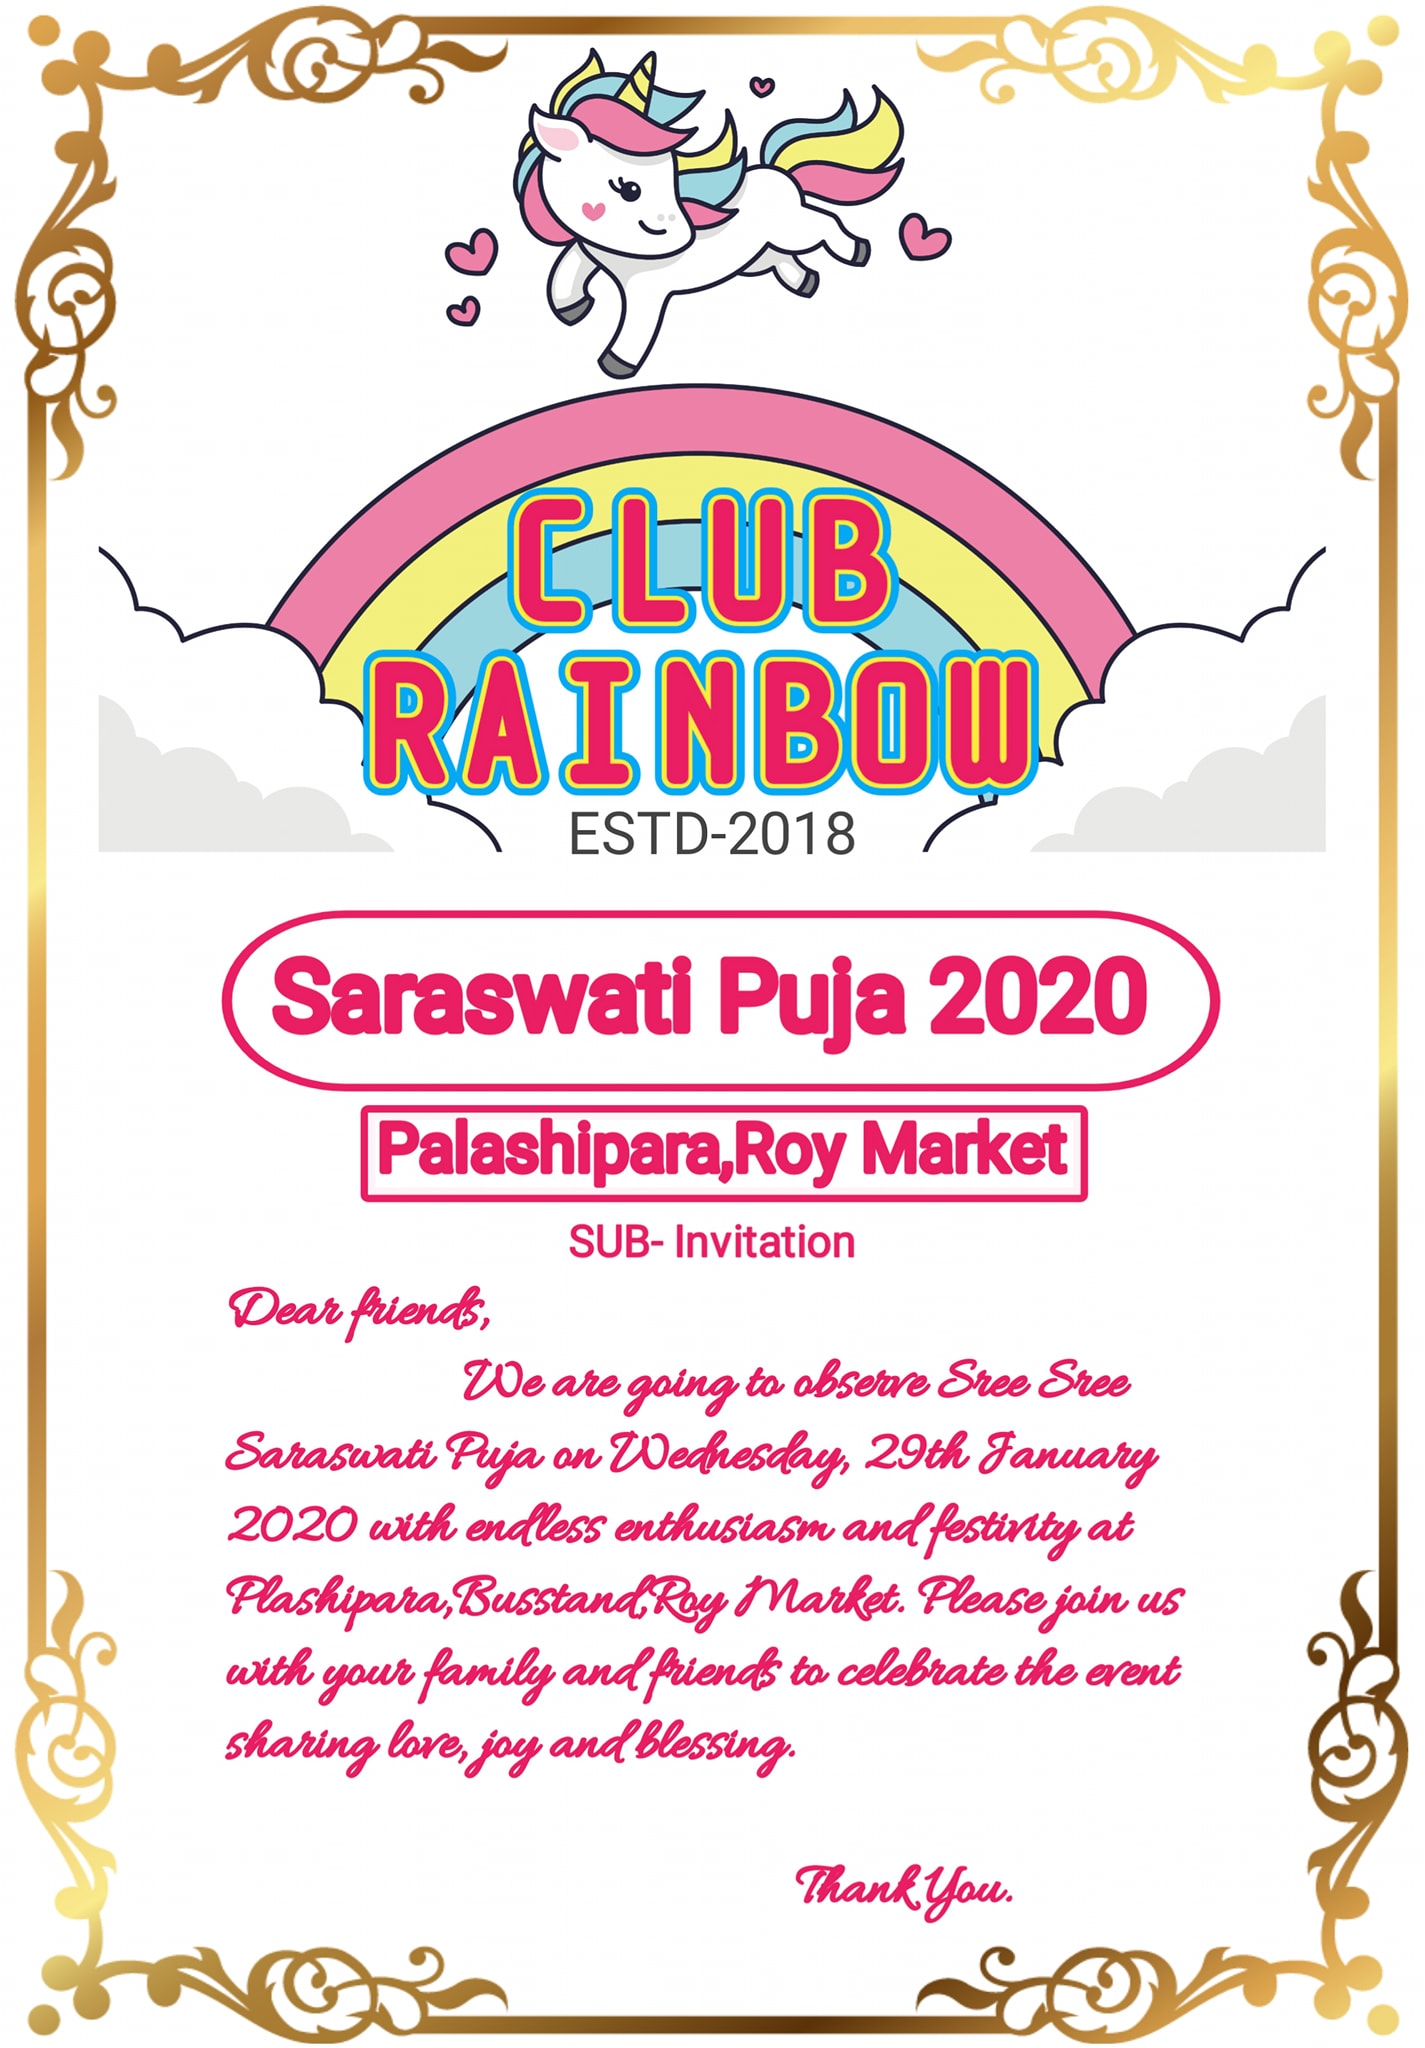 CLUB
RAINBOW
ESTD-2018
Saraswati Puja 2020
Palashipara,Roy Market
SUB- Invitation
Dear friends,
We are going to observe Sree Sree
Saraswati Puja on Wednesday, 29th January
2020 with endless enthusiasm and festivity at
Plashipara,Busstand,Roy Market. Please join us
with your family and friends to celebrate the event
sharing love, joy and blessing.
Thank You.